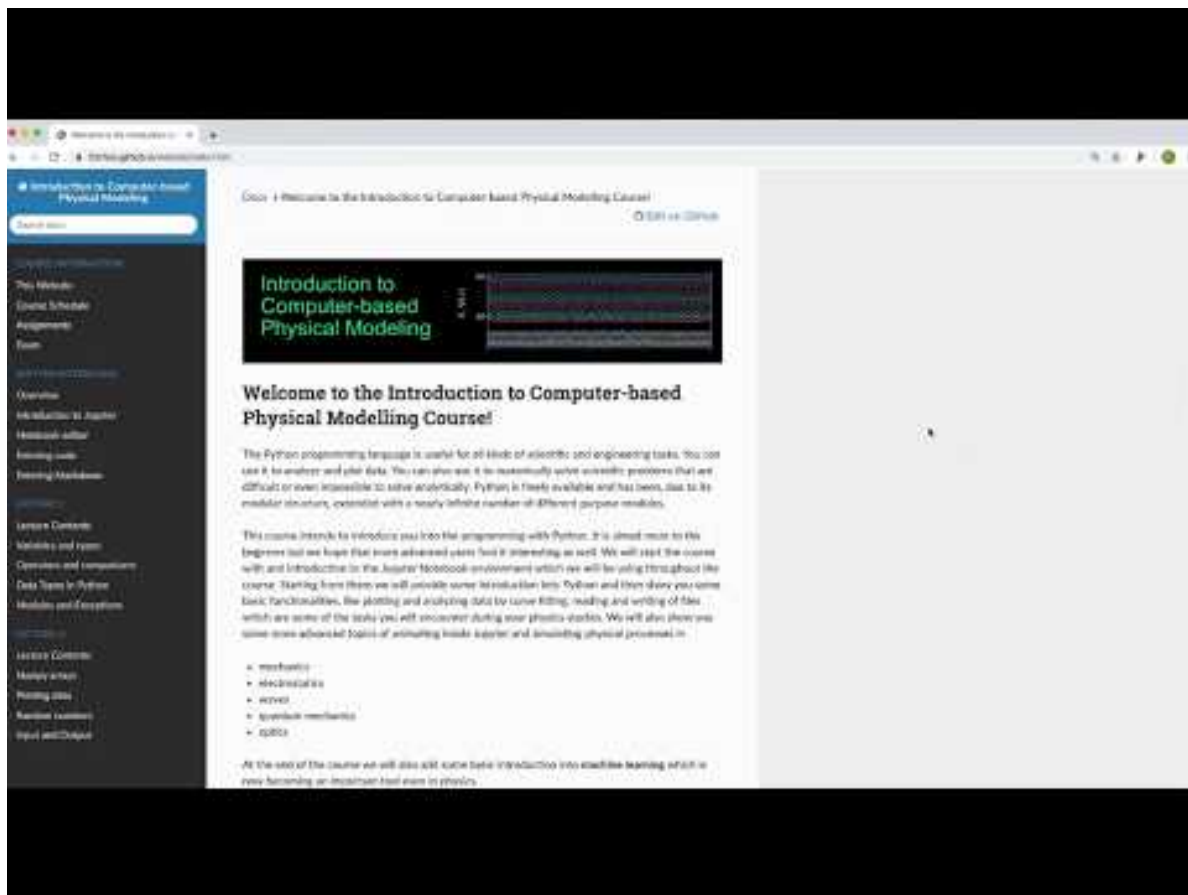 Introduction to Computer-based
Physical Modeling
Search docs
This Website
Course Schedule
Assignments
Exam
Overview
Introduction to Jupyter
Notebook editor
Entering code
Entering Markdown
Lecture Contents
Variables and types
Operators and comparisons
Data Types in Python
Modules and Exceptions
Lecture Contents
Numpy arrays
Plotting data
Random numbers
Input and Output
Docs » Welcome to the Introduction to Computer-based Physical Modelling Course!
Edit on GitHub
Introduction to
Computer-based
Physical Modeling
Welcome to the Introduction to Computer-based
Physical Modelling Course!
The Python programming language is useful for all kinds of scientific and engineering tasks. You can
use it to analyze and plot data. You can also use it to numerically solve scientific problems that are
difficult or even impossible to solve analytically. Python is freely available and has been, due to its
modular structure, extended with a nearly infinite number of different purpose modules.
This course intends to introduce you into the programming with Python. It is aimed more to the
beginner but we hope that more advanced users find it interesting as well. We will start the course
with and introduction to the Jupyter Notebook environment which we will be using throughout the
course. Starting from there we will provide some introduction into Python and then show you some
basic functionalities, like plotting and analyzing data by curve fitting, reading and writing of files
which are some of the tasks you will encounter during your physics studies. We will also show you
some more advanced topics of animating inside jupyter and simulating physical processes in
• mechanics
• electrostatics
• waves
• quantum mechanics
• optics
At the end of the course we will also add some basic introduction into machine learning which is
now becoming an important tool even in physics.